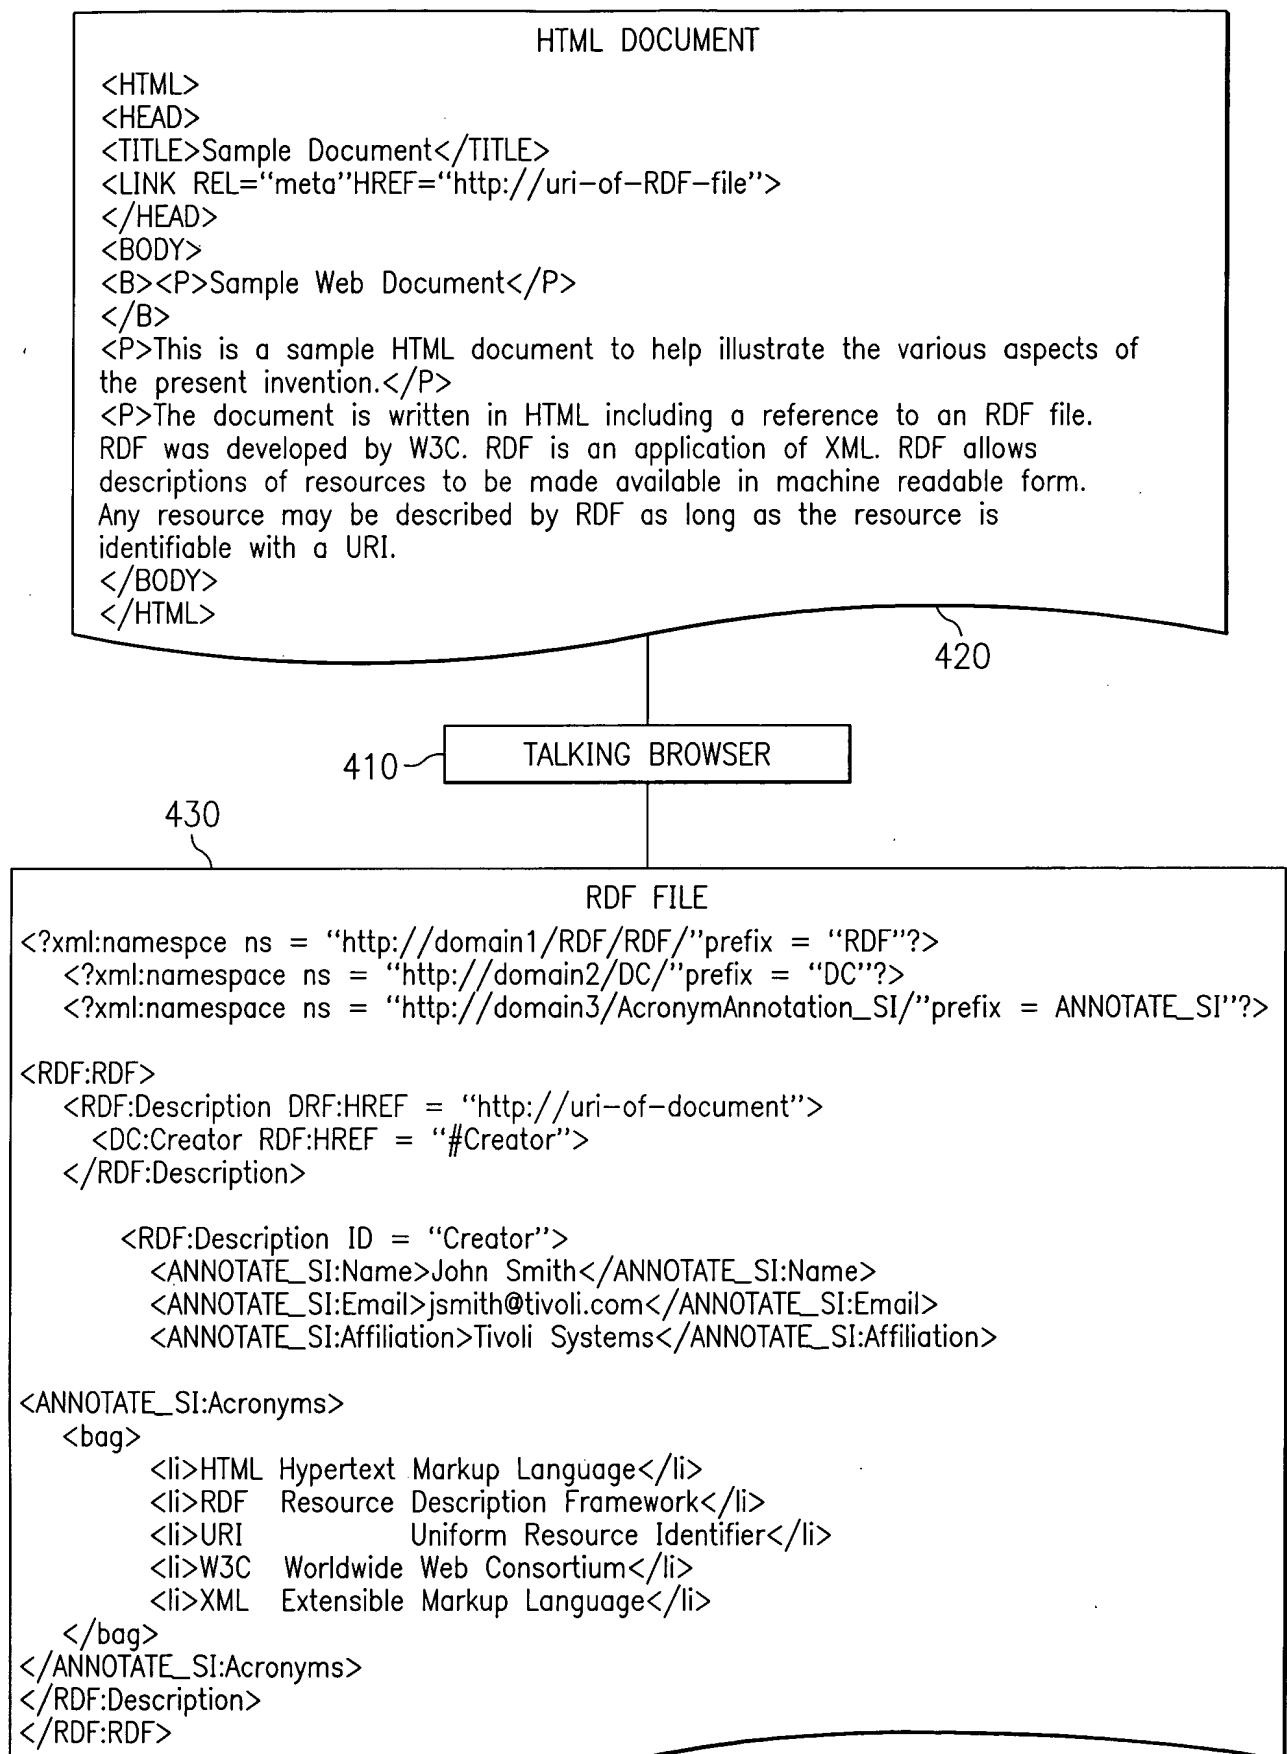 HTML DOCUMENT
<HTML>
<HEAD>
<TITLE>Sample Document</TITLE>
<LINK REL=“meta”HREF=“http://uri-of-RDF-file”>
</HEAD>
<BODY>
<B><P>Sample Web Document</P>
</B>
<P>This is a sample HTML document to help illustrate the various aspects of
the present invention.</P>
<P>The document is written in HTML including a reference to an RDF file.
RDF was developed by W3C. RDF is an application of XML. RDF allows
descriptions of resources to be made available in machine readable form.
Any resource may be described by RDF as long as the resource is
identifiable with a URI.
</BODY>
</HTML>
420
410
TALKING BROWSER
430
RDF FILE
<?xml:namespce ns = “http://domain1/RDF/RDF/”prefix = “RDF”?>
<?xml:namespace ns = “http://domain2/DC/”prefix = “DC”?>
<?xml:namespace ns = “http://domain3/AcronymAnnotation_SI/”prefix = ANNOTATE_SI”?>
<RDF:RDF>
<RDF:Description DRF:HREF = “http://uri-of-document”>
<DC:Creator RDF:HREF = “#Creator”>
</RDF:Description>
<RDF:Description ID = “Creator”>
<ANNOTATE_SI:Name>John Smith</ANNOTATE_SI:Name>
<ANNOTATE_SI:Email>jsmith@tivoli.com</ANNOTATE_SI:Email>
<ANNOTATE_SI:Affiliation>Tivoli Systems</ANNOTATE_SI:Affiliation>
<ANNOTATE_SI:Acronyms>
<bag>
<li>HTML Hypertext Markup Language</li>
<li>RDF Resource Description Framework</li>
<li>URI Uniform Resource Identifier</li>
<li>W3C Worldwide Web Consortium</li>
<li>XML Extensible Markup Language</li>
</bag>
</ANNOTATE_SI:Acronyms>
</RDF:Description>
</RDF:RDF>